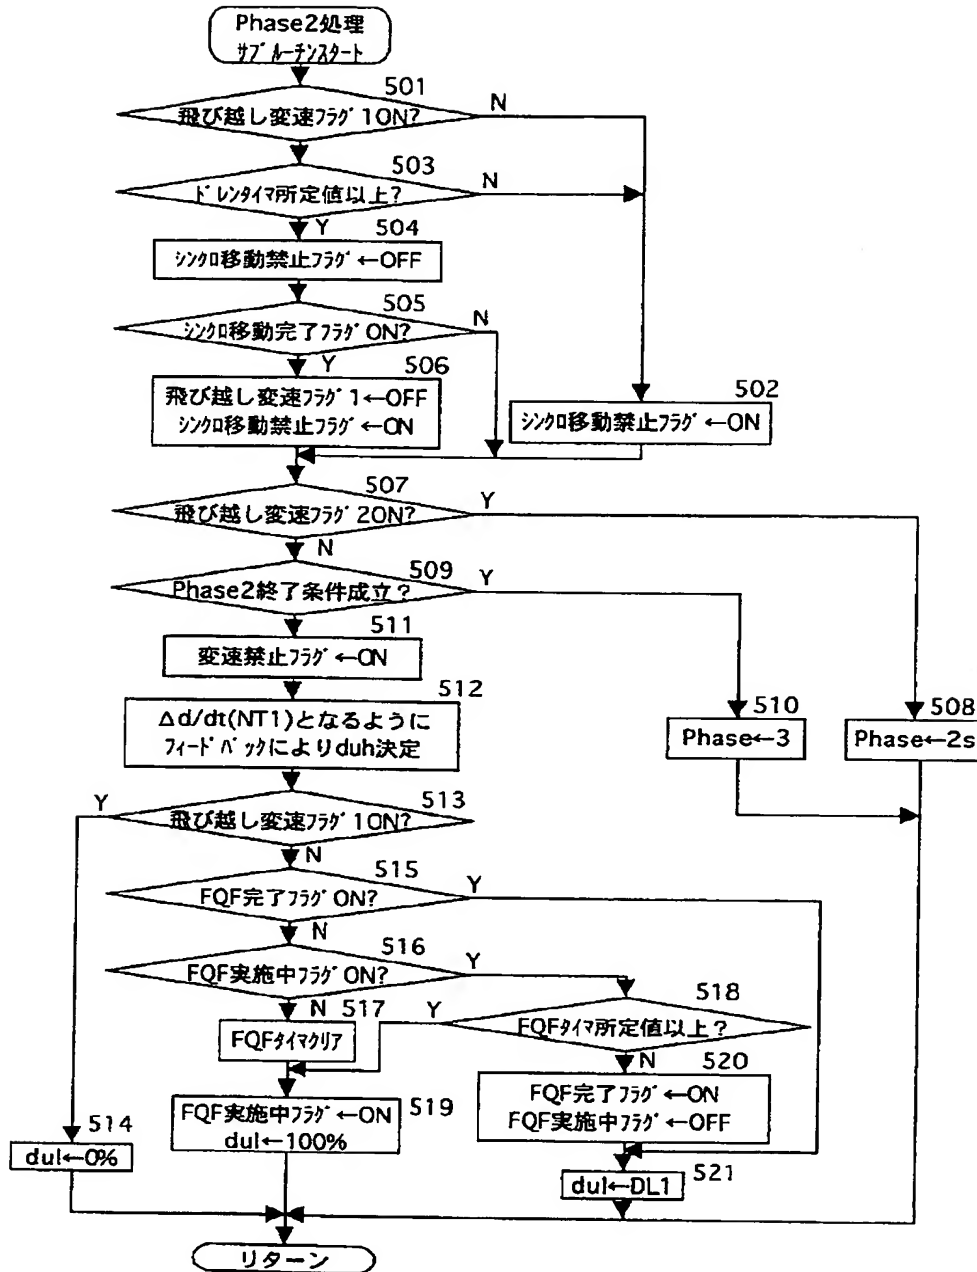 Phase2処理
サブルーチンスタート
501
飛び越し変速フラグ1ON?
N
503
ドレンタイマ所定値以上?
N
Y
504
シンクロ移動禁止フラグ←OFF
505
シンクロ移動完了フラグON?
N
Y
506
飛び越し変速フラグ1←OFF
シンクロ移動禁止フラグ←ON
502
シンクロ移動禁止フラグ←ON
507
飛び越し変速フラグ2ON?
Y
N
509
Phase2終了条件成立?
Y
511
変速禁止フラグ←ON
512
Δd/dt(NT1)となるように
フィードバックによりduh決定
510
Phase←3
508
Phase←2s
513
飛び越し変速フラグ1ON?
Y
N
515
FQF完了フラグON?
Y
N
516
FQF実施中フラグON?
Y
N
517
FQFタイマクリア
518
FQFタイマ所定値以上?
Y
N
519
FQF実施中フラグ←ON
dul←100%
520
FQF完了フラグ←ON
FQF実施中フラグ←OFF
514
dul←0%
521
dul←DL1
リターン